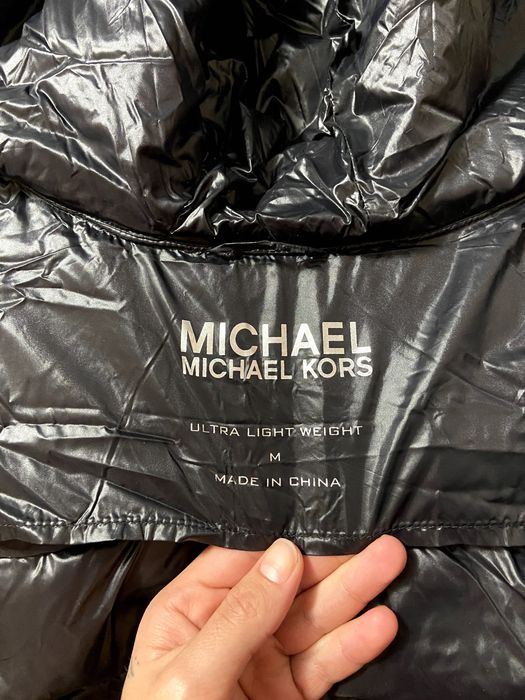 MICHAEL
MICHAEL KORS
ULTRA LIGHT WEIGHT
M
MADE IN CHINA